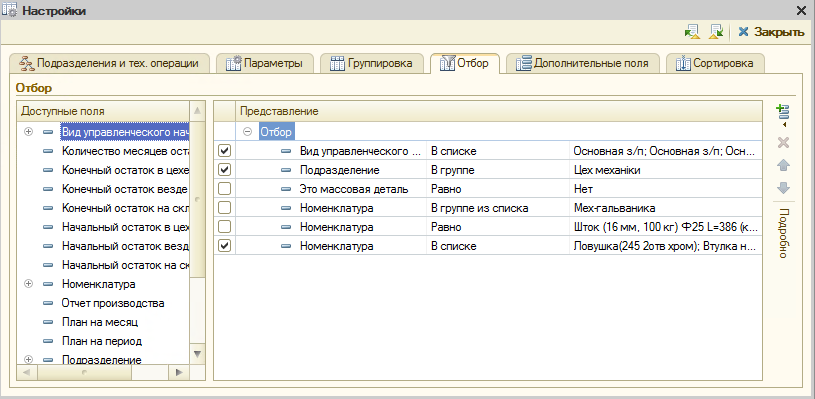 Настройки
Закрыть
Подразделения и тех. операции
Параметры
Группировка
Отбор
Дополнительные поля
Сортировка
Отбор
Доступные поля
Вид управленческого нач
Количество месяцев оста
Конечный остаток в цехе
Конечный остаток везде
Конечный остаток на скл
Начальный остаток в цех
Начальный остаток везд
Начальный остаток на ск
Номенклатура
Отчет производства
План на месяц
План на период
Подразделение
Представление
Отбор
Вид управленческого ... В списке Основная з/п; Основная з/п; Осн...
Подразделение В группе Цех механіки
Это массовая деталь Равно Нет
Номенклатура В группе из списка Мех-гальваника
Номенклатура Равно Шток (16 мм, 100 кг) Ф25 L=386 (к...
Номенклатура В списке Ловушка(245 2отв хром); Втулка н...
Подробно